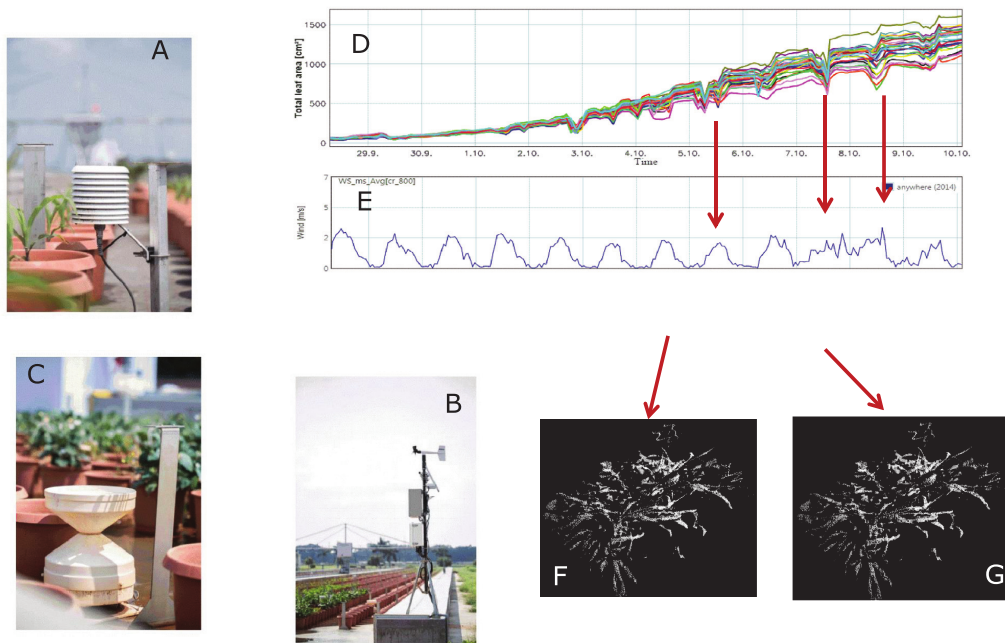 A
D
Total leaf area [cm²]
1500
1000
500
0
29.9.
30.9.
1.10.
2.10.
3.10.
4.10.
5.10.
6.10.
7.10.
8.10.
9.10.
10.10.
Time
WS_ms_Avg[cr_800]
E
anywhere (2014)
Wind [m/s]
7
5
2
0
C
B
F
G